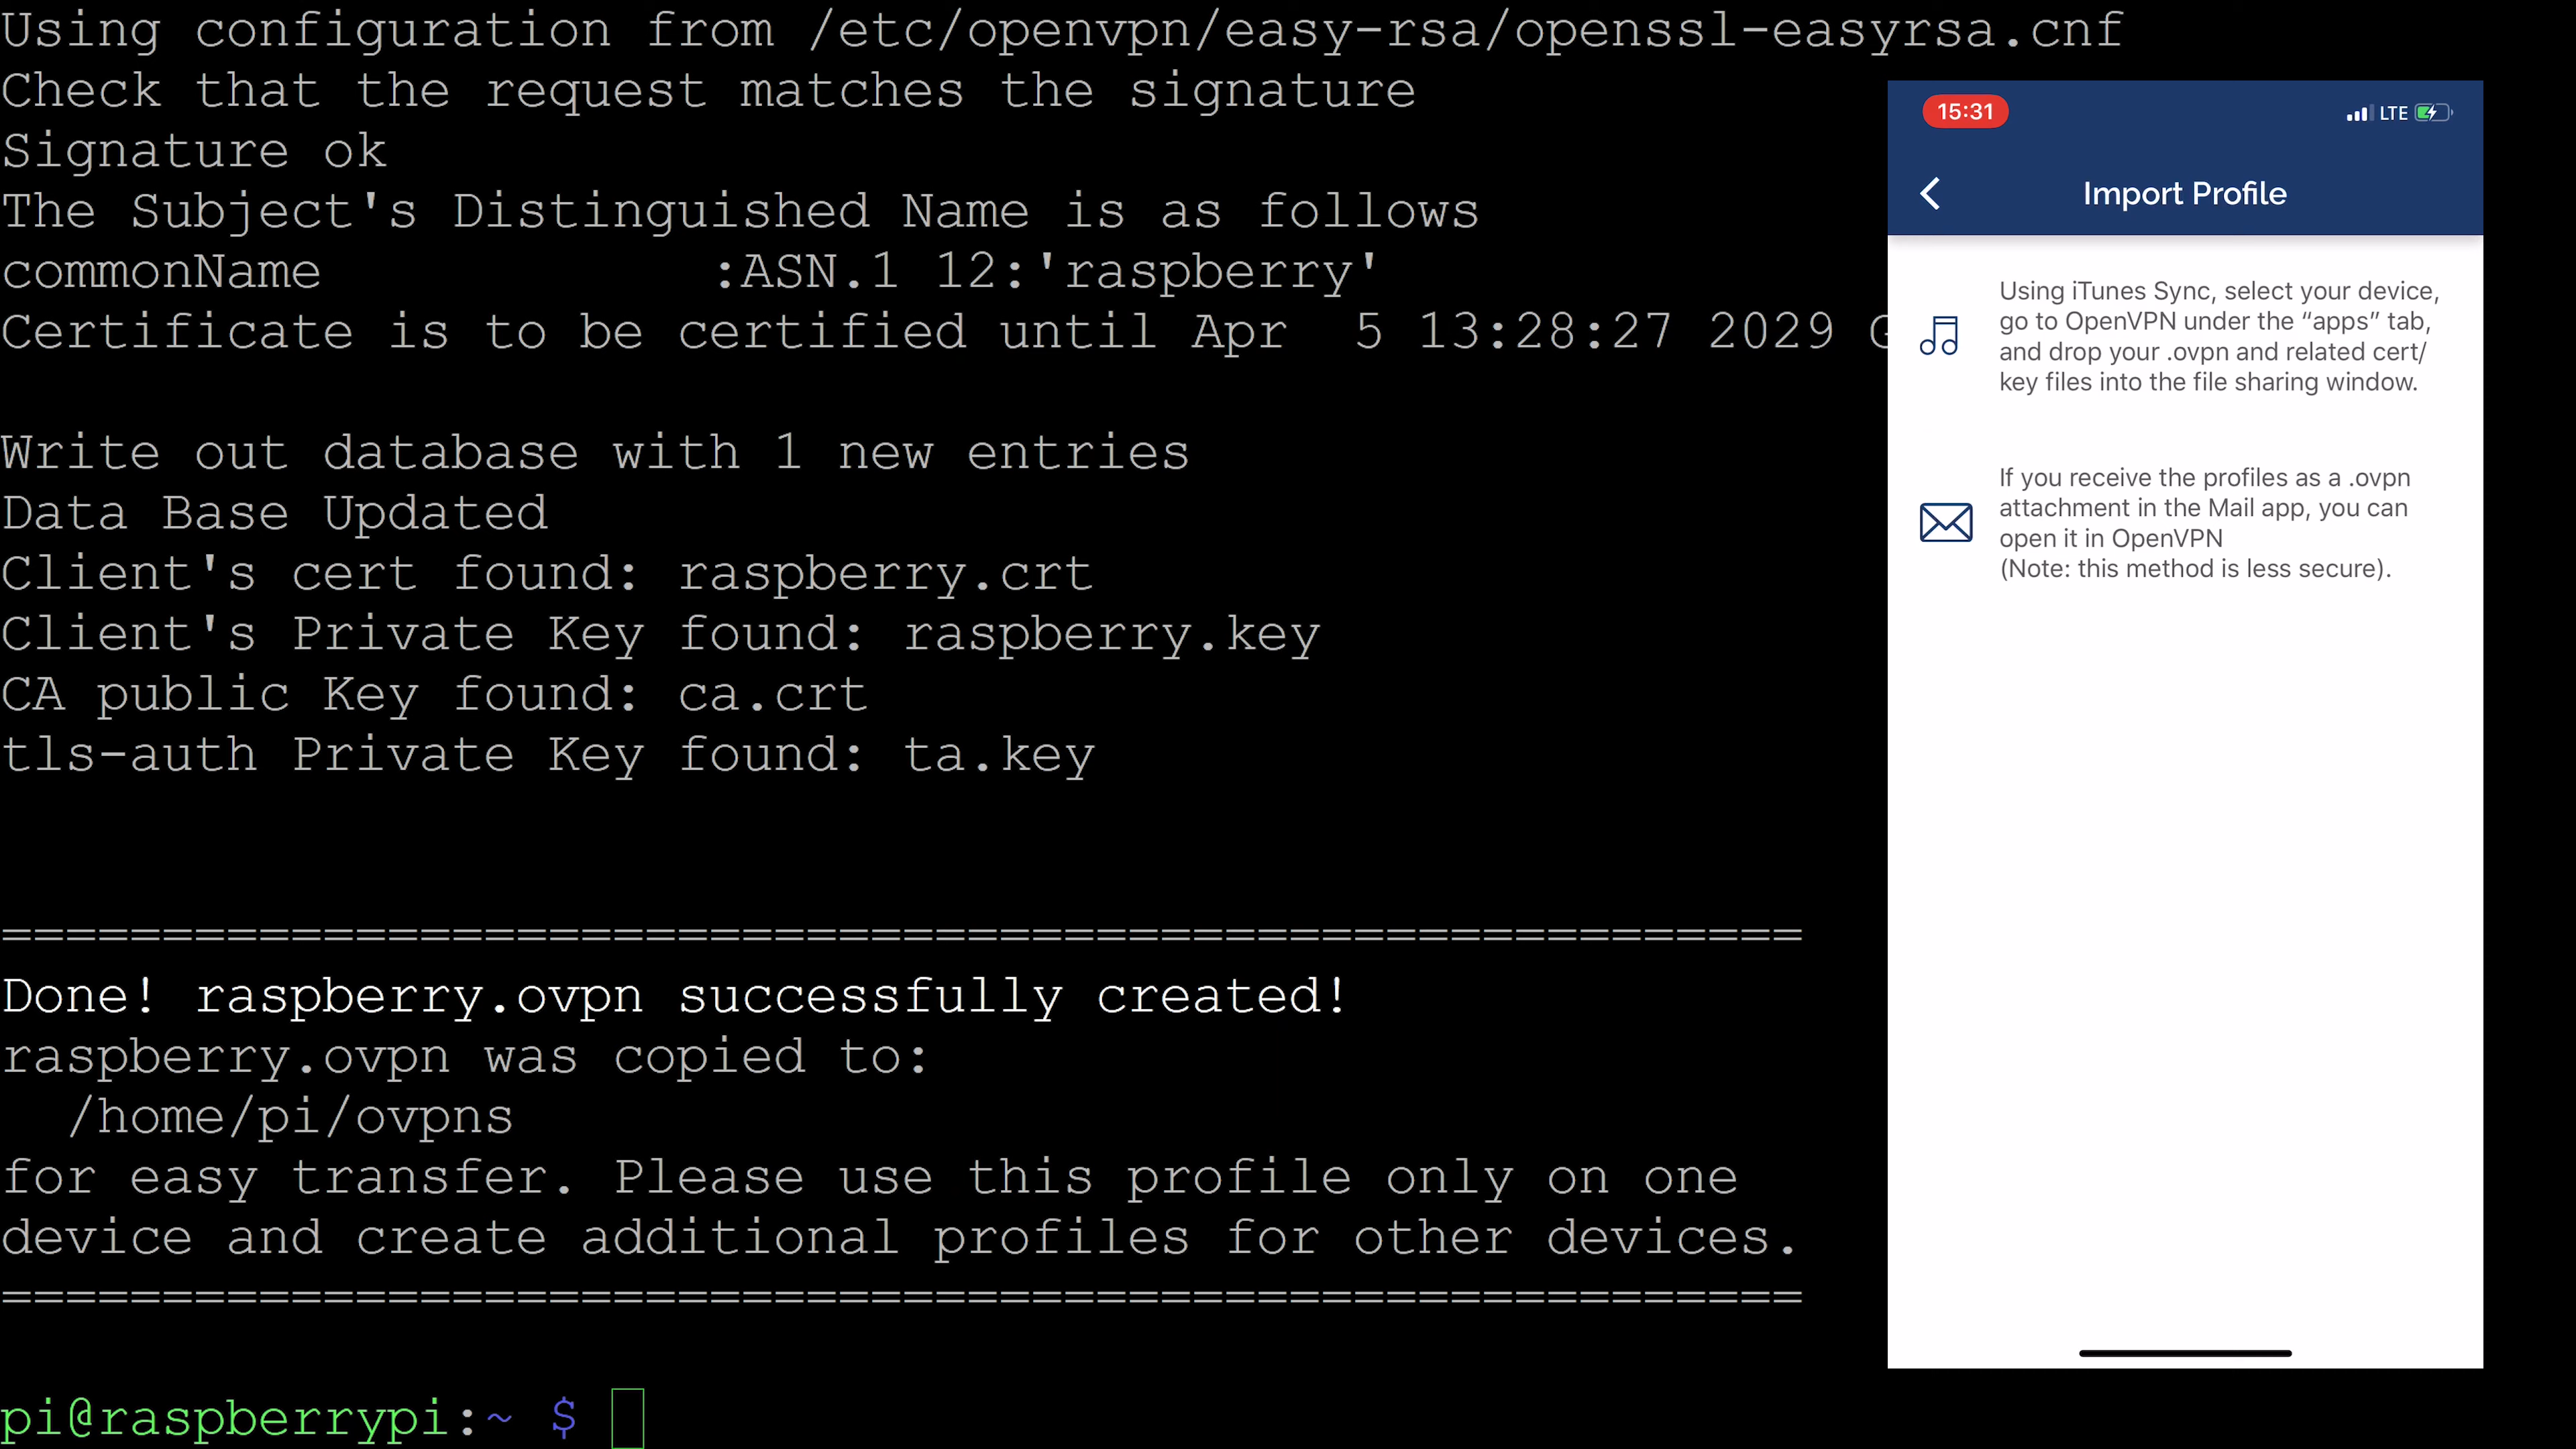 Using configuration from /etc/openvpn/easy-rsa/openssl-easyrsa.cnf
Check that the request matches the signature
Signature ok
The Subject's Distinguished Name is as follows
commonName            :ASN.1 12:'raspberry'
Certificate is to be certified until Apr  5 13:28:27 2029
Write out database with 1 new entries
Data Base Updated
Client's cert found: raspberry.crt
Client's Private Key found: raspberry.key
CA public Key found: ca.crt
tls-auth Private Key found: ta.key
========================================================
Done! raspberry.ovpn successfully created!
raspberry.ovpn was copied to:
  /home/pi/ovpns
for easy transfer. Please use this profile only on one
device and create additional profiles for other devices.
========================================================
pi@raspberrypi:~ $
15:31
LTE
Import Profile
Using iTunes Sync, select your device,
go to OpenVPN under the “apps” tab,
and drop your .ovpn and related cert/
key files into the file sharing window.
If you receive the profiles as a .ovpn
attachment in the Mail app, you can
open it in OpenVPN
(Note: this method is less secure).